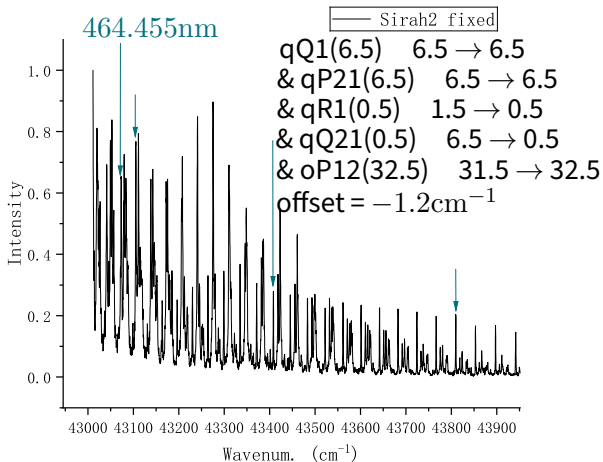 464.455nm
Sirah2 fixed
qQ1(6.5) 6.5 → 6.5
& qP21(6.5) 6.5 → 6.5
& qR1(0.5) 1.5 → 0.5
& qQ21(0.5) 6.5 → 0.5
& oP12(32.5) 31.5 → 32.5
offset = −1.2cm⁻¹
Intensity
1.0
0.8
0.6
0.4
0.2
0.0
43000 43100 43200 43300 43400 43500 43600 43700 43800 43900
Wavenum. (cm⁻¹)